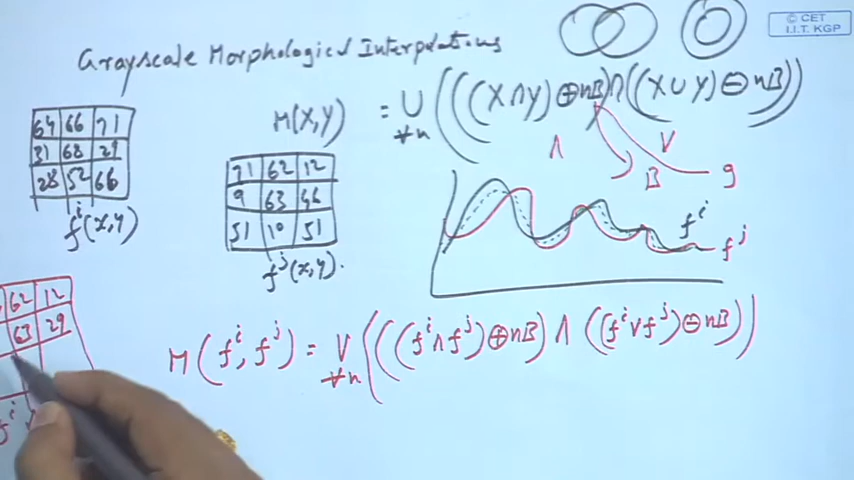 © CET
I.I.T. KGP
Grayscale Morphological Interpolations
M(X,Y) = ∪ ∀n (((X∩Y)⊕nB)∩((X∪Y)⊖nB))
Λ V
B g
64 66 71
31 68 29
28 52 66
f^i(x,y)
71 62 12
9 63 46
51 10 51
f^j(x,y).
f^i
f^j
62 12
63 29
f^i
M(f^i, f^j) = V ∀n (((f^i Λ f^j)⊕nB) Λ ((f^i V f^j)⊖nB))